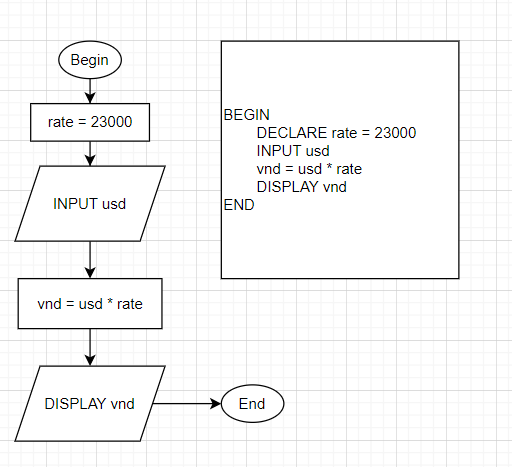 Begin
rate = 23000
INPUT usd
vnd = usd * rate
DISPLAY vnd
End
BEGIN
DECLARE rate = 23000
INPUT usd
vnd = usd * rate
DISPLAY vnd
END